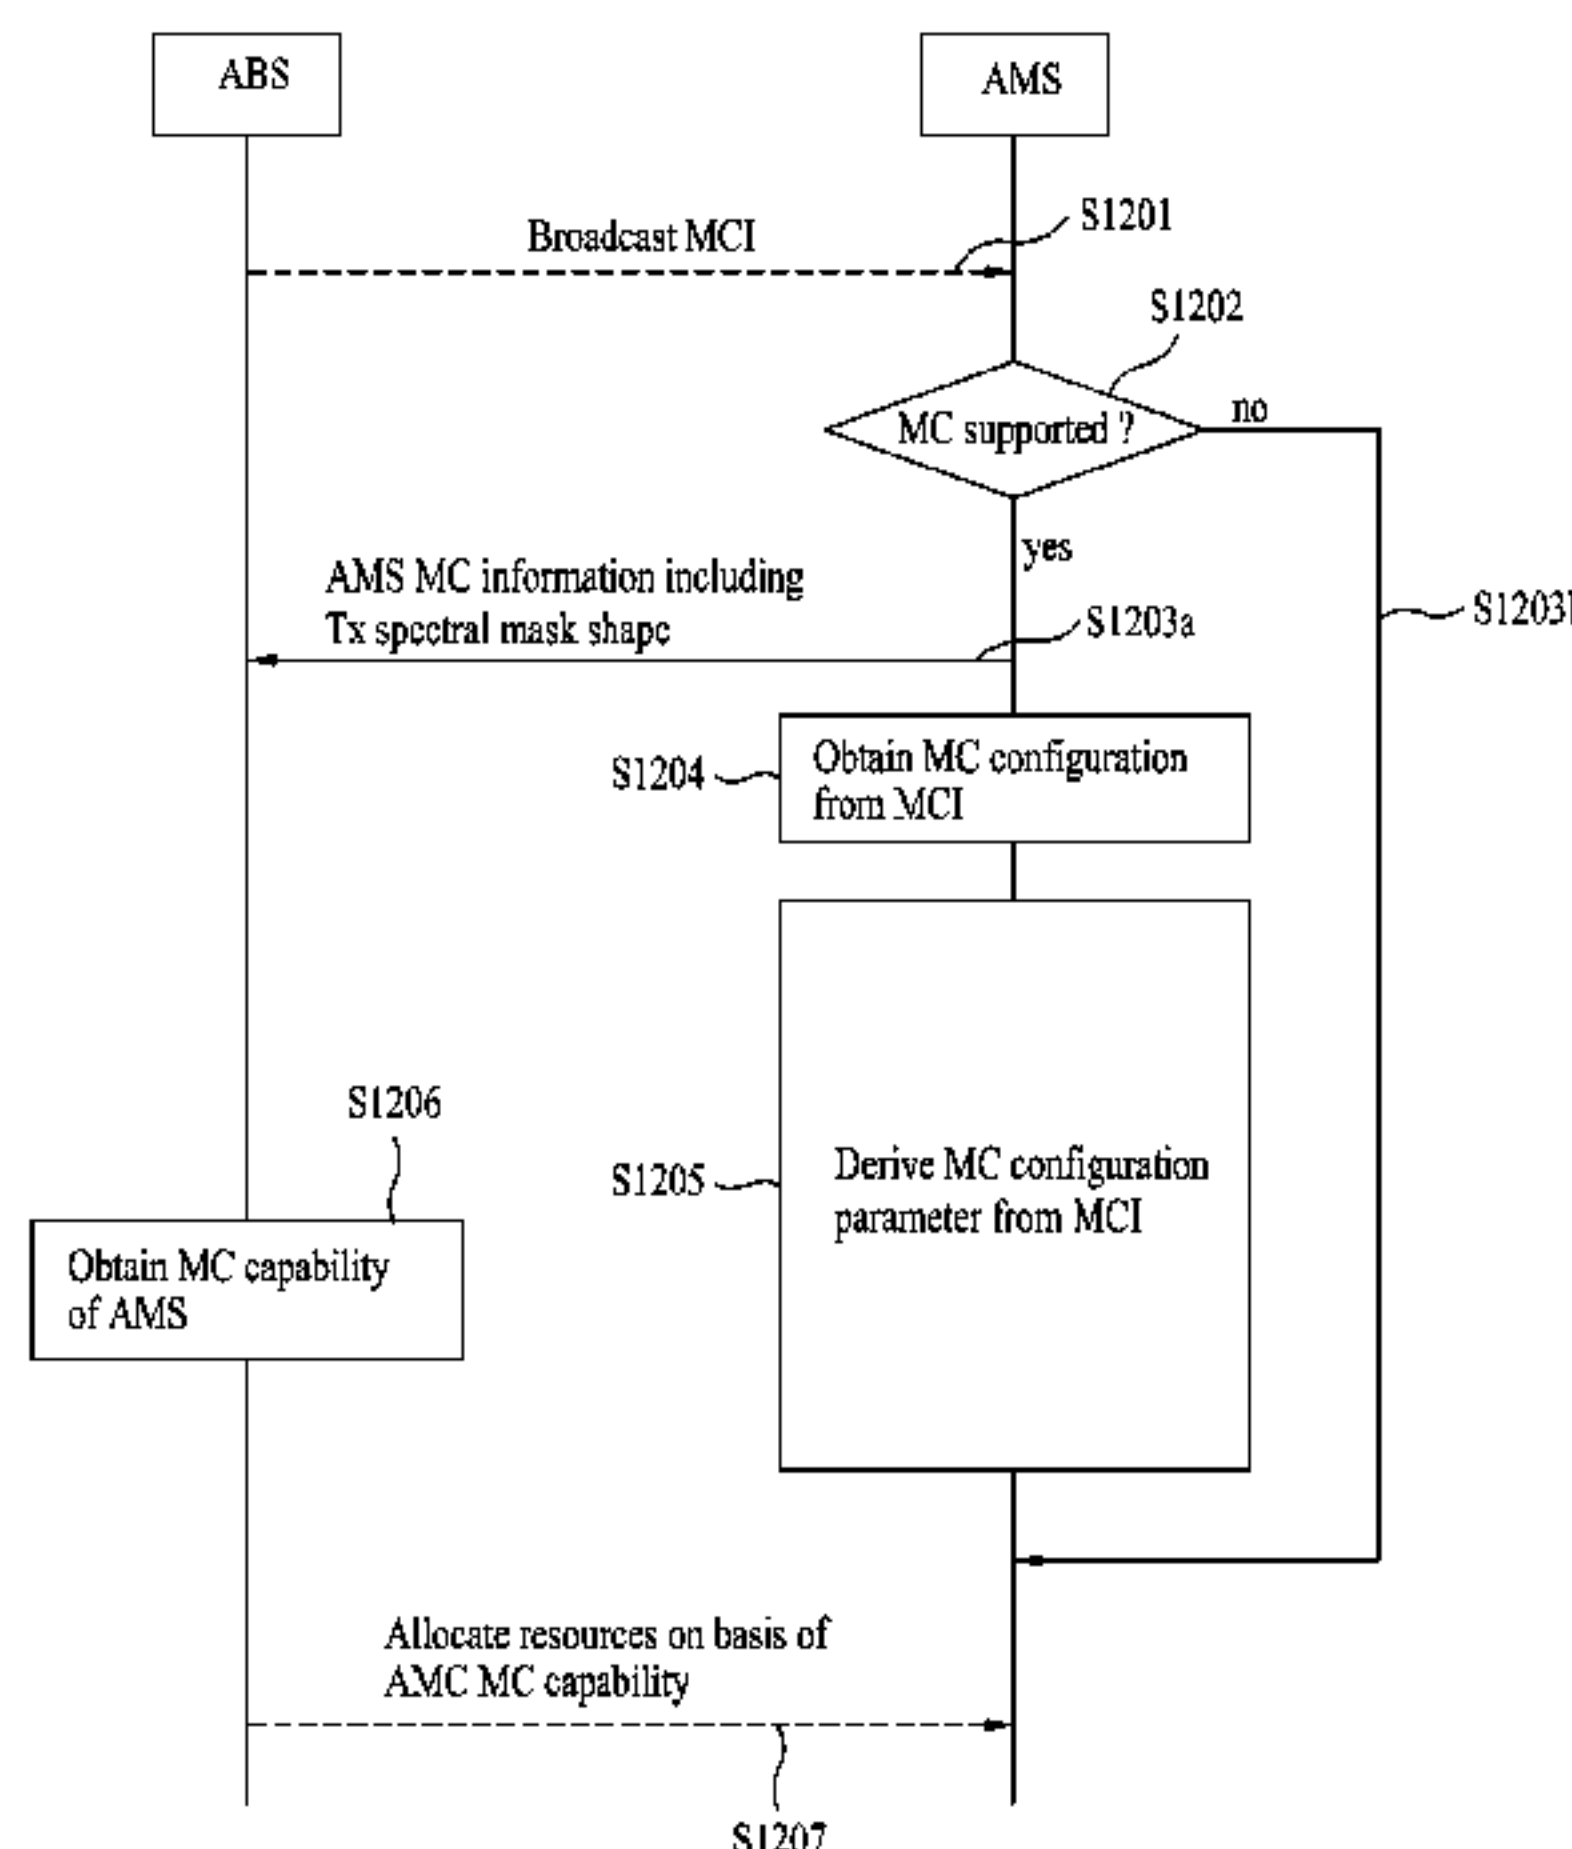 ABS
AMS
S1201
Broadcast MCI
S1202
MC supported ?
no
yes
AMS MC information including
Tx spectral mask shape
S1203a
S1203
S1204
Obtain MC configuration
from MCI
S1206
S1205
Derive MC configuration
parameter from MCI
Obtain MC capability
of AMS
Allocate resources on basis of
AMC MC capability
S1207